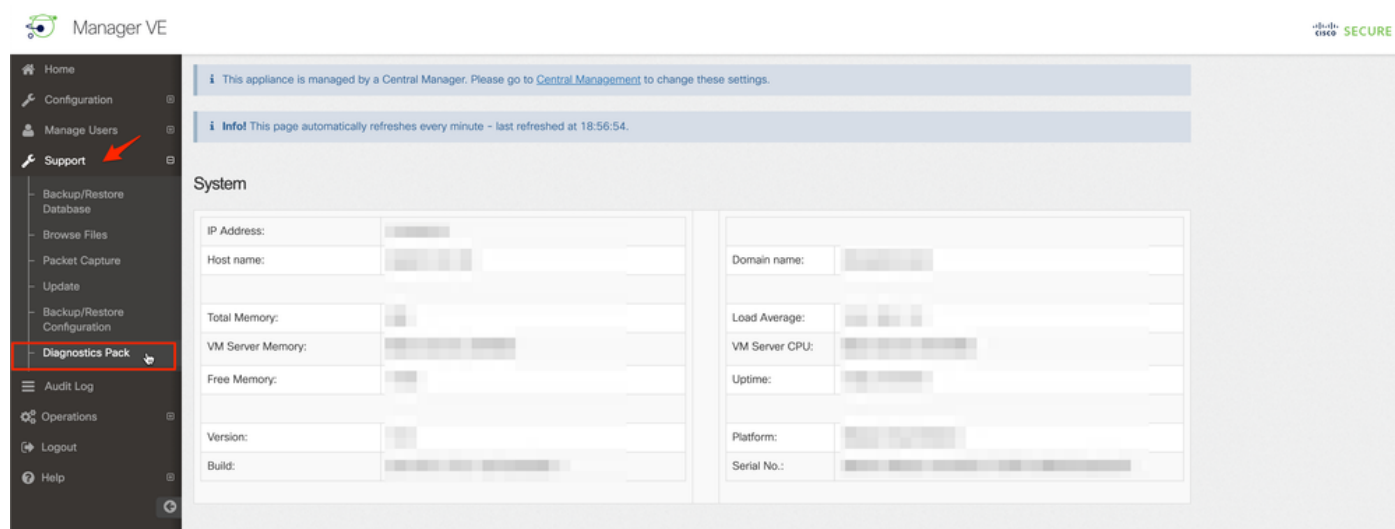 Manager VE
cisco SECURE
Home
Configuration
Manage Users
Support
Backup/Restore
Database
Browse Files
Packet Capture
Update
Backup/Restore
Configuration
Diagnostics Pack
Audit Log
Operations
Logout
Help
i This appliance is managed by a Central Manager. Please go to Central Management to change these settings.
i Info! This page automatically refreshes every minute – last refreshed at 18:56:54.
System
IP Address:
Host name:
Domain name:
Total Memory:
Load Average:
VM Server Memory:
VM Server CPU:
Free Memory:
Uptime:
Version:
Platform:
Build:
Serial No.: